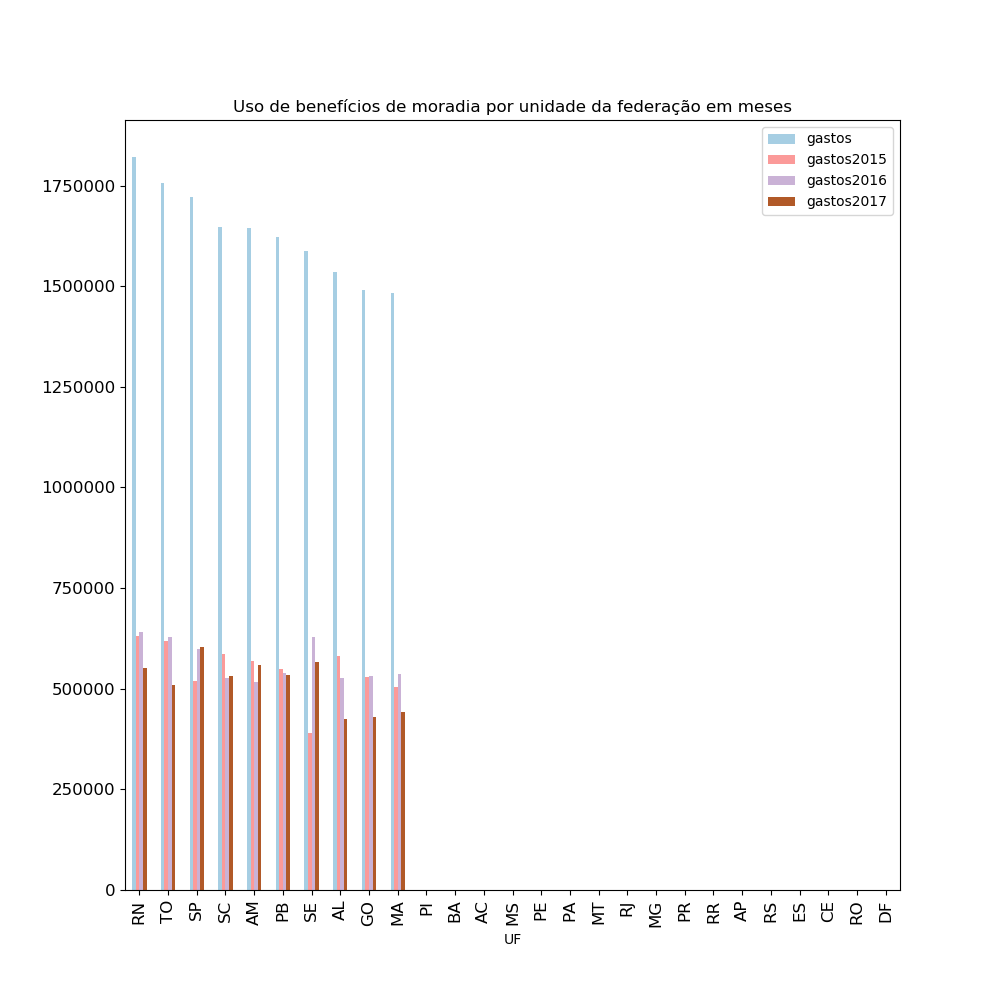 Uso de benefícios de moradia por unidade da federação em meses
gastos
gastos2015
gastos2016
gastos2017
1750000
1500000
1250000
1000000
750000
500000
250000
0
RN TO SP SC AM PB SE AL GO MA PI BA AC MS PE PA MT RJ MG PR RR AP RS ES CE RO DF
UF